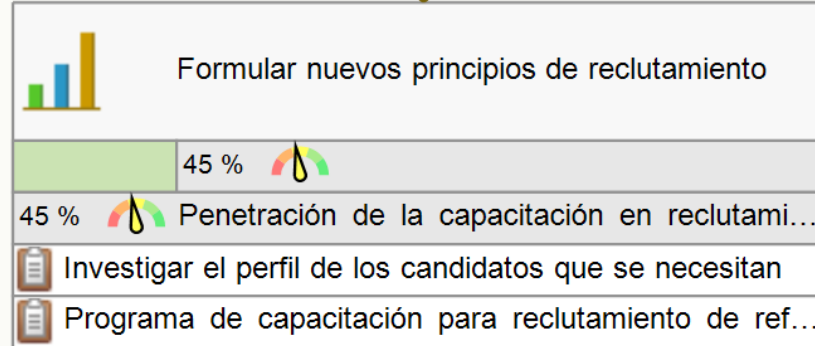 Formular nuevos principios de reclutamiento
45 %
45 % Penetración de la capacitación en reclutami...
Investigar el perfil de los candidatos que se necesitan
Programa de capacitación para reclutamiento de ref...